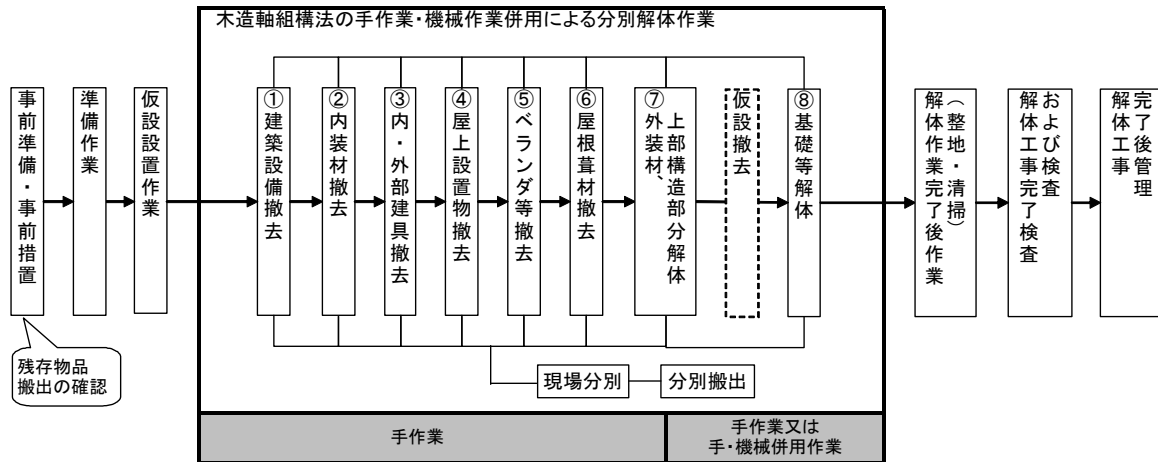 木造軸組構法の手作業・機械作業併用による分別解体作業
事前準備・事前措置
準備作業
仮設設置作業
①建築設備撤去
②内装材撤去
③内・外部建具撤去
④屋上設置物撤去
⑤ベランダ等撤去
⑥屋根葺材撤去
⑦外装材、
上部構造部分解体
仮設撤去
⑧基礎等解体
解体作業完了後作業
(整地・清掃)
解体工事完了検査
および検査
解体工事
完了後管理
残存物品
搬出の確認
現場分別
分別搬出
手作業
手作業又は
手・機械併用作業